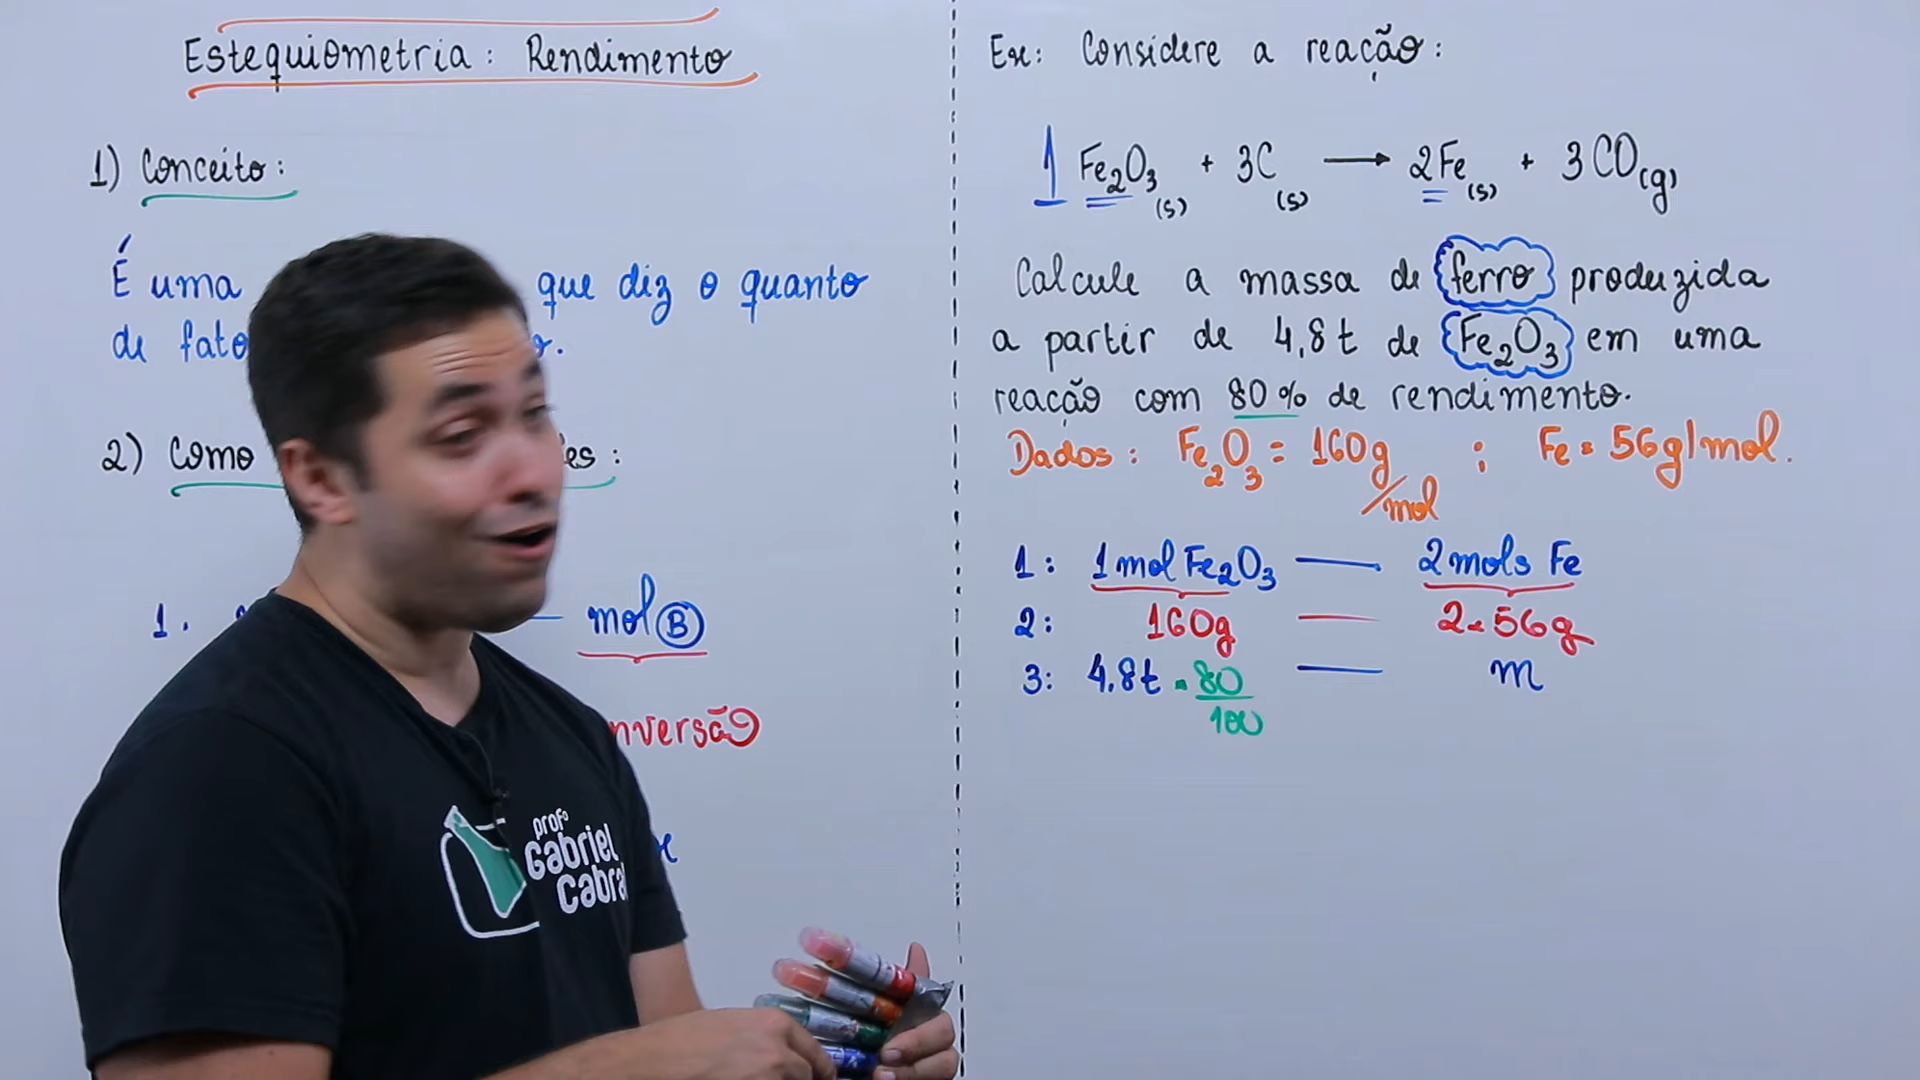 Estequiometria: Rendimento
1) Conceito:
É uma que diz o quanto
de fato
2) Como
1. mol B
prof°
Gabriel
Ex: Considere a reação:
1 Fe2O3(s) + 3C(s) → 2Fe(s) + 3CO(g)
Calcule a massa de ferro produzida
a partir de 4,8t de Fe2O3 em uma
reação com 80% de rendimento.
Dados: Fe2O3 = 160g/mol ; Fe = 56g/mol.
1: 1 mol Fe2O3 — 2 mols Fe
2: 160g — 2.56g
3: 4,8t . 80/100 — m